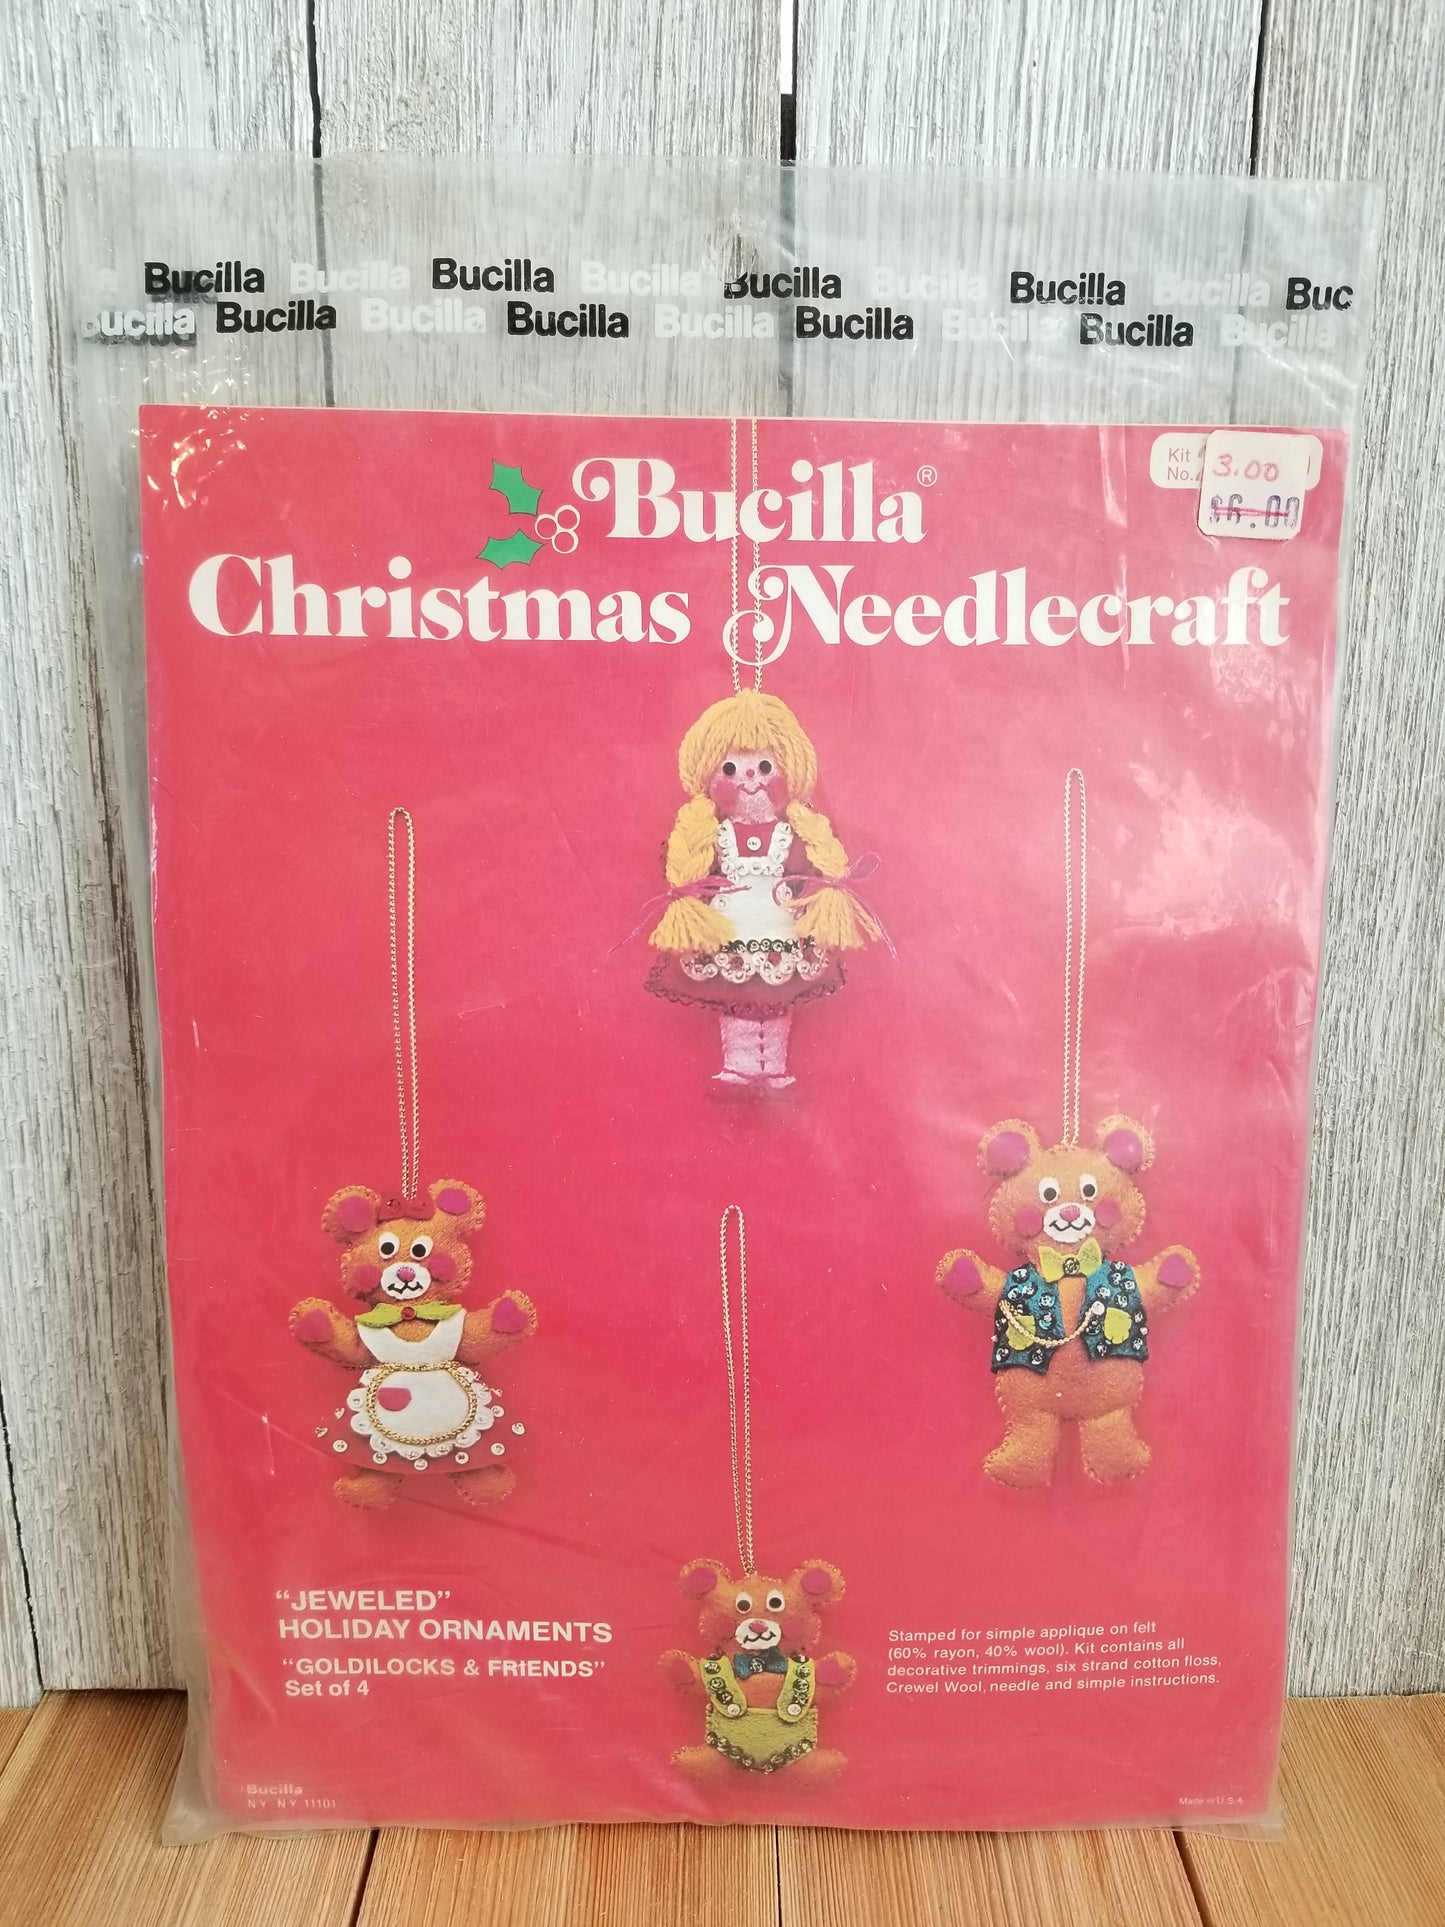 Bucilla Bucilla Bucilla Bucilla Bucilla Bucilla Bucilla Bucilla Buc
Bucilla Bucilla Bucilla Bucilla Bucilla Bucilla Bucilla Bucilla Bucilla
Kit
No.
3.00
$6.00
Bucilla®
Christmas Needlecraft
“JEWELED”
HOLIDAY ORNAMENTS
“GOLDILOCKS & FRIENDS”
Set of 4
Stamped for simple applique on felt
(60% rayon, 40% wool). Kit contains all
decorative trimmings, six strand cotton floss,
Crewel Wool, needle and simple instructions.
Bucilla
N.Y. N.Y. 11101
Made in U.S.A.